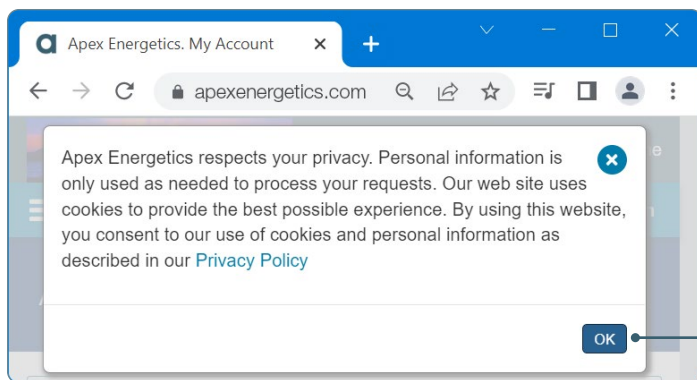 Apex Energetics. My Account
apexenergetics.com
Apex Energetics respects your privacy. Personal information is
only used as needed to process your requests. Our web site uses
cookies to provide the best possible experience. By using this website,
you consent to our use of cookies and personal information as
described in our Privacy Policy
OK